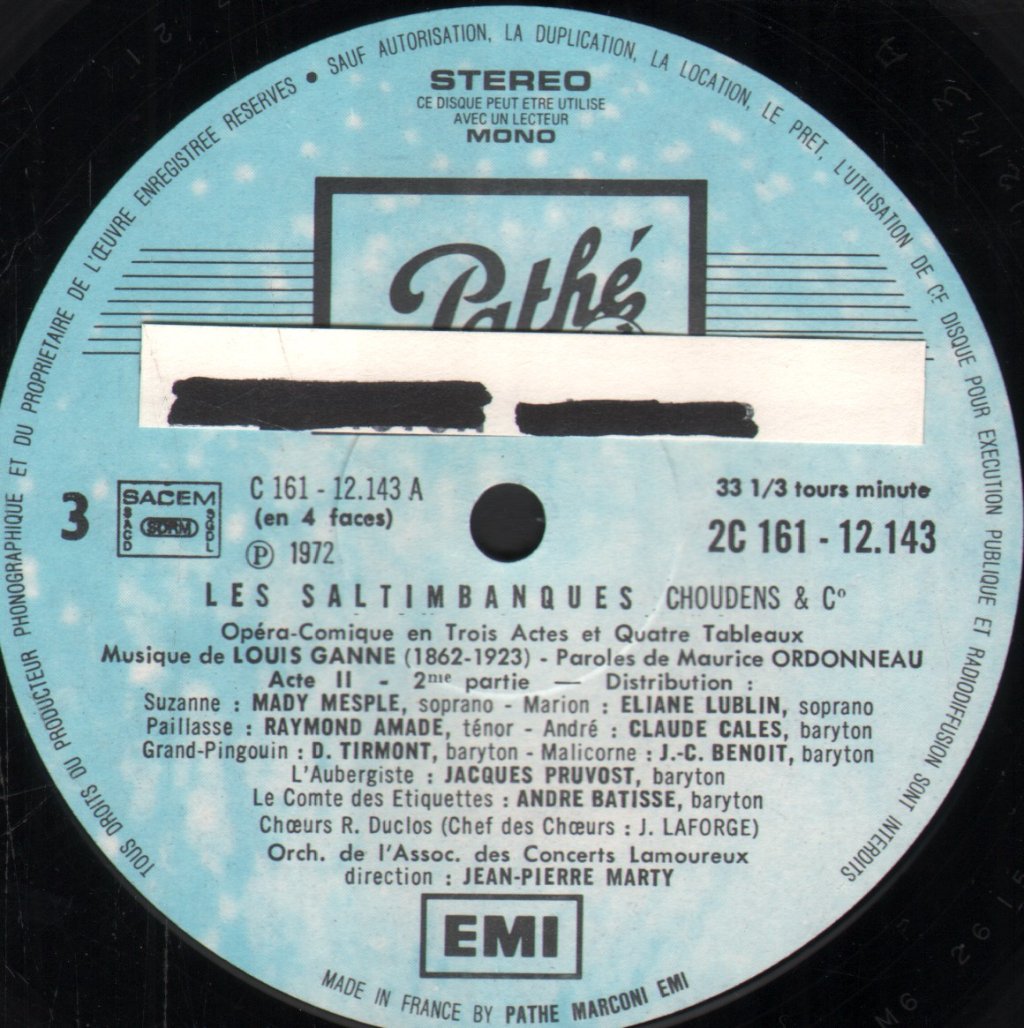 TOUS DROITS DU PRODUCTEUR PHONOGRAPHIQUE ET DU PROPRIETAIRE DE L'ŒUVRE ENREGISTREE RESERVES • SAUF AUTORISATION, LA DUPLICATION, LA LOCATION, LE PRET, L'UTILISATION DE CE DISQUE POUR EXECUTION PUBLIQUE ET RADIODIFFUSION SONT INTERDITS
STEREO
CE DISQUE PEUT ETRE UTILISE
AVEC UN LECTEUR
MONO
Pathé
3
SACEM
SACD
SDRM
SGDL
C 161 - 12.143 A
(en 4 faces)
Ⓟ 1972
33 1/3 tours minute
2C 161 - 12.143
LES SALTIMBANQUES CHOUDENS & Cº
Opéra-Comique en Trois Actes et Quatre Tableaux
Musique de LOUIS GANNE (1862-1923) - Paroles de Maurice ORDONNEAU
Acte II - 2me partie — Distribution :
Suzanne : MADY MESPLE, soprano - Marion : ELIANE LUBLIN, soprano
Paillasse : RAYMOND AMADE, ténor - André : CLAUDE CALES, baryton
Grand-Pingouin : D. TIRMONT, baryton - Malicorne : J.-C. BENOIT, baryton
L'Aubergiste : JACQUES PRUVOST, baryton
Le Comte des Etiquettes : ANDRE BATISSE, baryton
Chœurs R. Duclos (Chef des Chœurs : J. LAFORGE)
Orch. de l'Assoc. des Concerts Lamoureux
direction : JEAN-PIERRE MARTY
EMI
MADE IN FRANCE BY PATHE MARCONI EMI